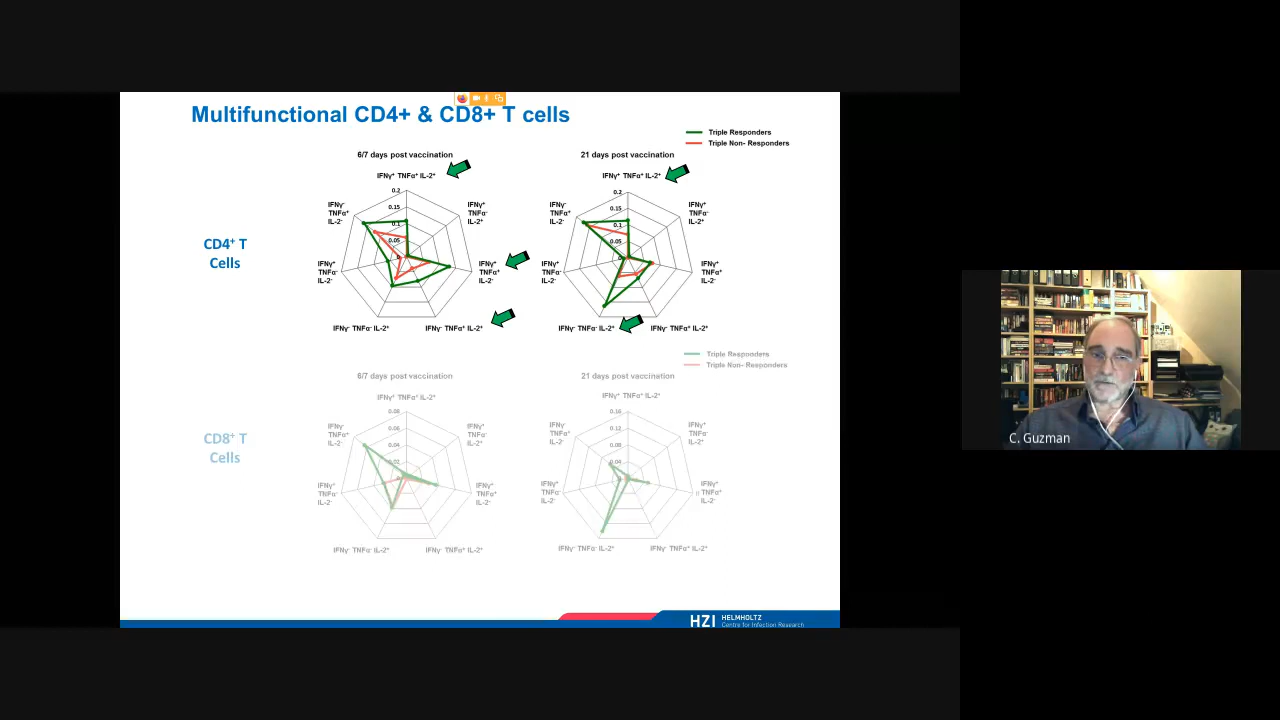 Multifunctional CD4+ & CD8+ T cells
Triple Responders
Triple Non- Responders
6/7 days post vaccination
21 days post vaccination
IFNγ⁺ TNFα⁺ IL-2⁺
IFNγ⁺ TNFα⁺ IL-2⁺
0.2
0.15
0.1
0.05
0
0.2
0.15
0.1
0.05
0
IFNγ⁻
TNFα⁺
IL-2⁻
IFNγ⁺
TNFα⁻
IL-2⁺
IFNγ⁻
TNFα⁺
IL-2⁻
IFNγ⁺
TNFα⁻
IL-2⁺
CD4⁺ T
Cells
IFNγ⁺
TNFα⁻
IL-2⁻
IFNγ⁺
TNFα⁺
IL-2⁻
IFNγ⁺
TNFα⁻
IL-2⁻
IFNγ⁺
TNFα⁺
IL-2⁻
IFNγ⁻ TNFα⁻ IL-2⁺
IFNγ⁻ TNFα⁺ IL-2⁺
IFNγ⁻ TNFα⁻ IL-2⁺
IFNγ⁻ TNFα⁺ IL-2⁺
Triple Responders
Triple Non- Responders
6/7 days post vaccination
21 days post vaccination
IFNγ⁺ TNFα⁺ IL-2⁺
IFNγ⁺ TNFα⁺ IL-2⁺
0.08
0.06
0.04
0.02
0.16
0.12
0.08
0.04
0
IFNγ⁻
TNFα⁺
IL-2⁻
IFNγ⁺
TNFα⁻
IL-2⁺
IFNγ⁻
TNFα⁺
IL-2⁻
IFNγ⁺
TNFα⁻
IL-2⁺
CD8⁺ T
Cells
IFNγ⁺
TNFα⁻
IL-2⁻
IFNγ⁺
TNFα⁺
IL-2⁻
IFNγ⁺
TNFα⁻
IL-2⁻
IFNγ⁺
TNFα⁺
IL-2⁻
IFNγ⁻ TNFα⁻ IL-2⁺
IFNγ⁻ TNFα⁺ IL-2⁺
IFNγ⁻ TNFα⁻ IL-2⁺
IFNγ⁻ TNFα⁺ IL-2⁺
HZI HELMHOLTZ
Centre for Infection Research
C. Guzman